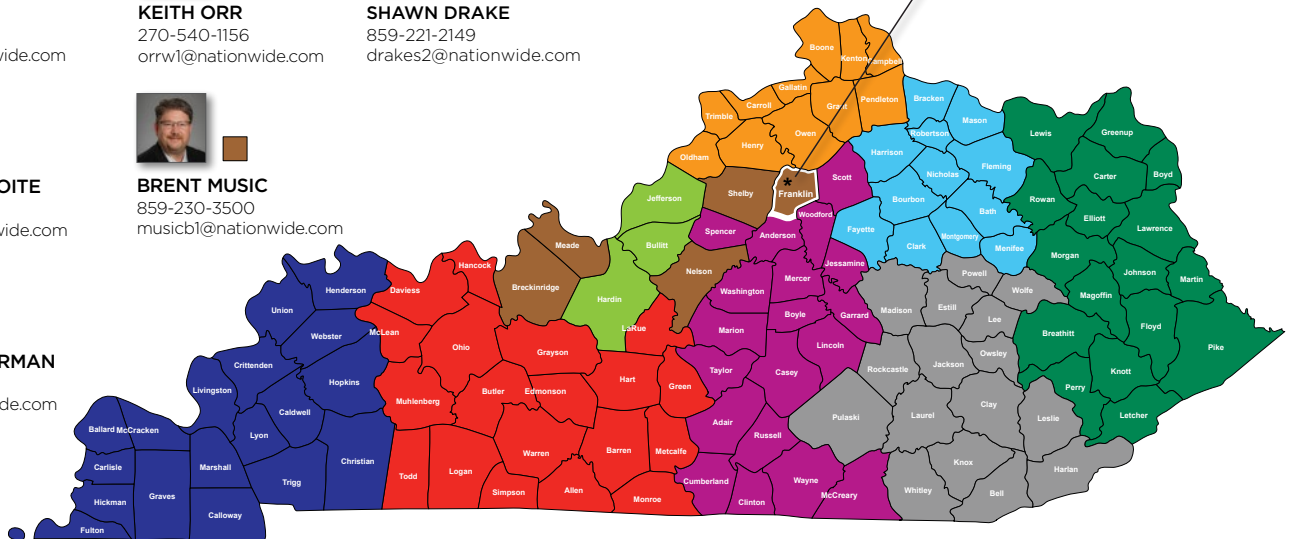 KEITH ORR
270-540-1156
orrw1@nationwide.com
SHAWN DRAKE
859-221-2149
drakes2@nationwide.com
wide.com
BRENT MUSIC
859-230-3500
musicb1@nationwide.com
OITE
wide.com
RMAN
de.com
Boone
Kenton
Campbell
Gallatin
Carroll
Grant
Pendleton
Trimble
Owen
Henry
Oldham
Bracken
Mason
Robertson
Harrison
Fleming
Nicholas
Bourbon
Bath
Fayette
Clark
Montgomery
Menifee
Lewis
Greenup
Carter
Boyd
Rowan
Elliott
Lawrence
Morgan
Johnson
Martin
Magoffin
Breathitt
Floyd
Pike
Knott
Perry
Letcher
Jefferson
Bullitt
Hardin
LaRue
Shelby
*
Franklin
Meade
Breckinridge
Nelson
Scott
Woodford
Spencer
Anderson
Jessamine
Mercer
Washington
Boyle
Garrard
Marion
Lincoln
Taylor
Casey
Adair
Russell
Cumberland
Clinton
Wayne
McCreary
Powell
Wolfe
Madison
Estill
Lee
Owsley
Jackson
Rockcastle
Pulaski
Laurel
Clay
Leslie
Knox
Harlan
Whitley
Bell
Hancock
Daviess
McLean
Ohio
Grayson
Hart
Green
Butler
Edmonson
Muhlenberg
Warren
Barren
Metcalfe
Todd
Logan
Simpson
Allen
Monroe
Henderson
Union
Webster
Crittenden
Hopkins
Livingston
Caldwell
Lyon
Christian
Trigg
Ballard
McCracken
Carlisle
Marshall
Graves
Hickman
Calloway
Fulton